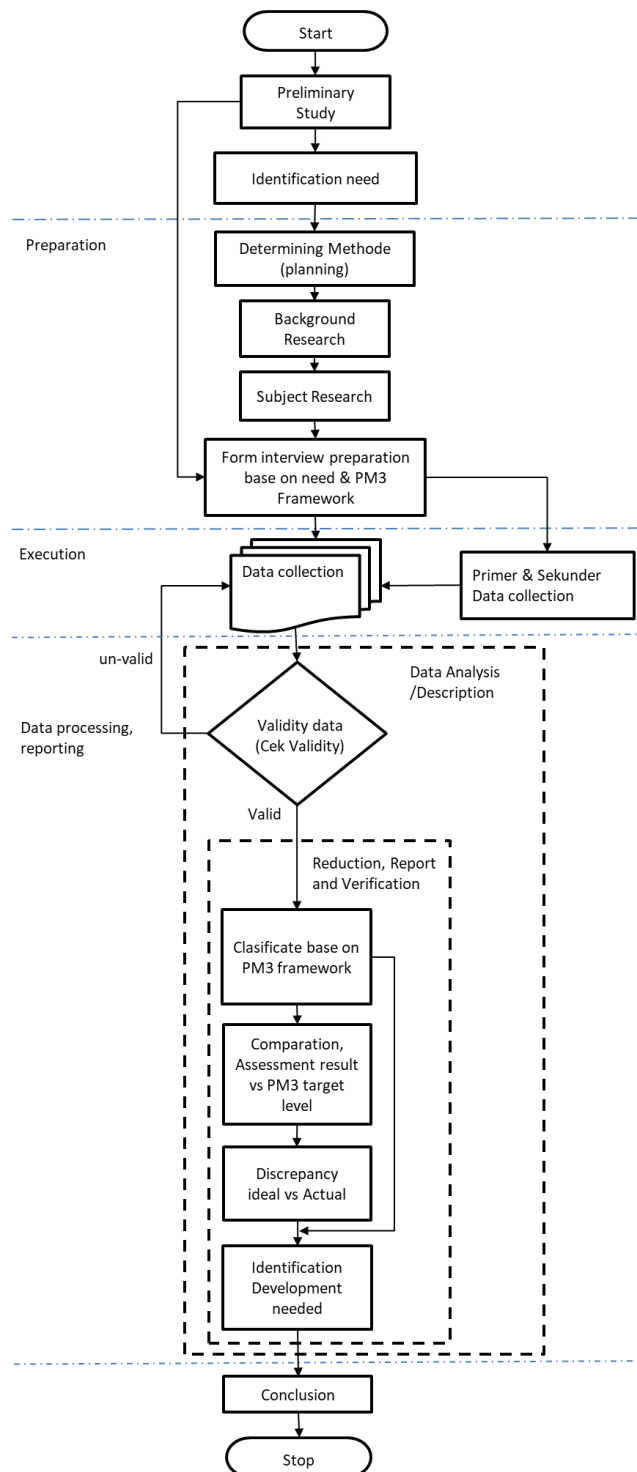 Start
Preliminary
Study
Identification need
Preparation
Determining Methode
(planning)
Background
Research
Subject Research
Form interview preparation
base on need & PM3
Framework
Execution
Data collection
Primer & Sekunder
Data collection
un-valid
Data Analysis
/Description
Data processing,
reporting
Validity data
(Cek Validity)
Valid
Reduction, Report
and Verification
Clasificate base on
PM3 framework
Comparation,
Assessment result
vs PM3 target
level
Discrepancy
ideal vs Actual
Identification
Development
needed
Conclusion
Stop